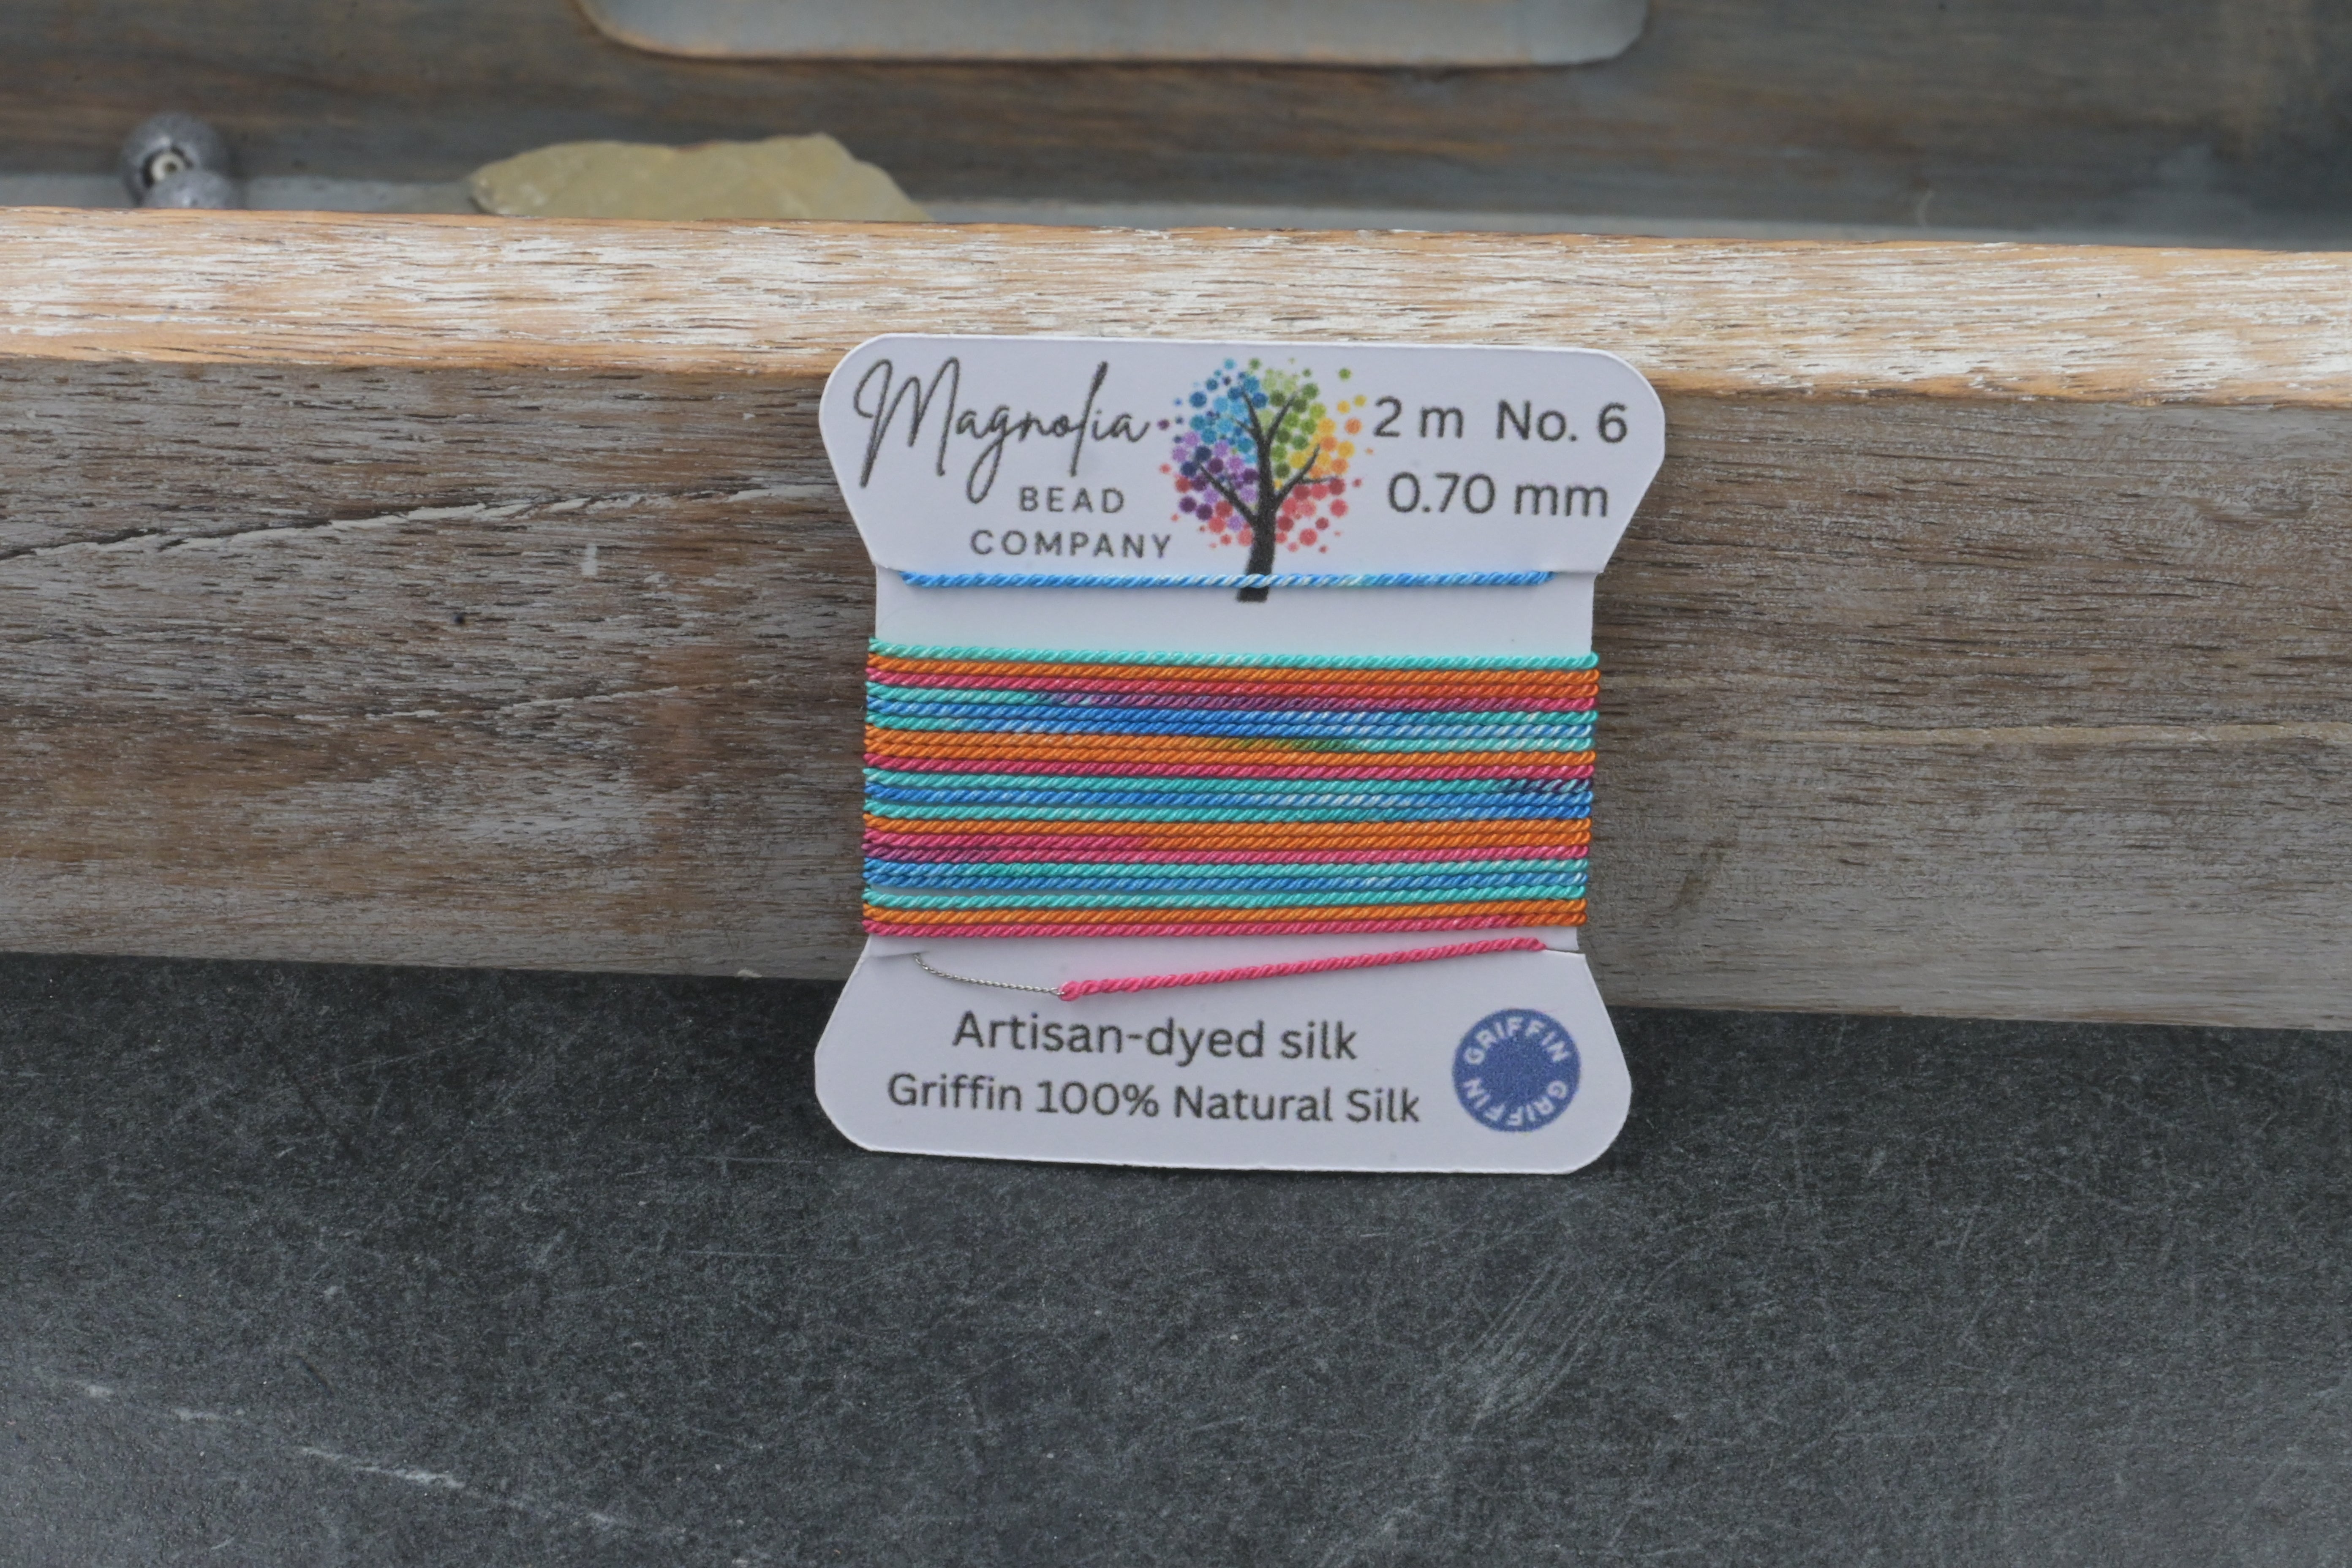 Magnolia
BEAD
COMPANY
2 m No. 6
0.70 mm
Artisan-dyed silk
Griffin 100% Natural Silk
GRIFFIN GRIFFIN